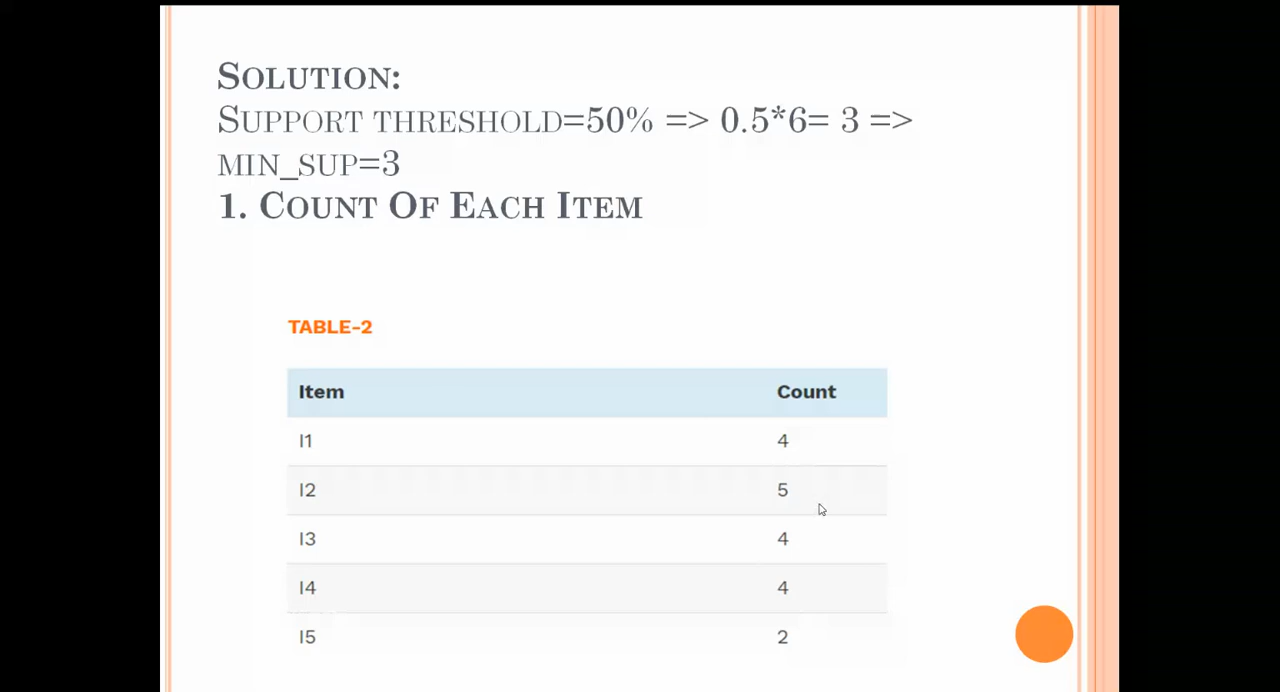 SOLUTION:
SUPPORT THRESHOLD=50% => 0.5*6= 3 =>
MIN_SUP=3
1. COUNT OF EACH ITEM
TABLE-2
Item Count
I1 4
I2 5
I3 4
I4 4
I5 2